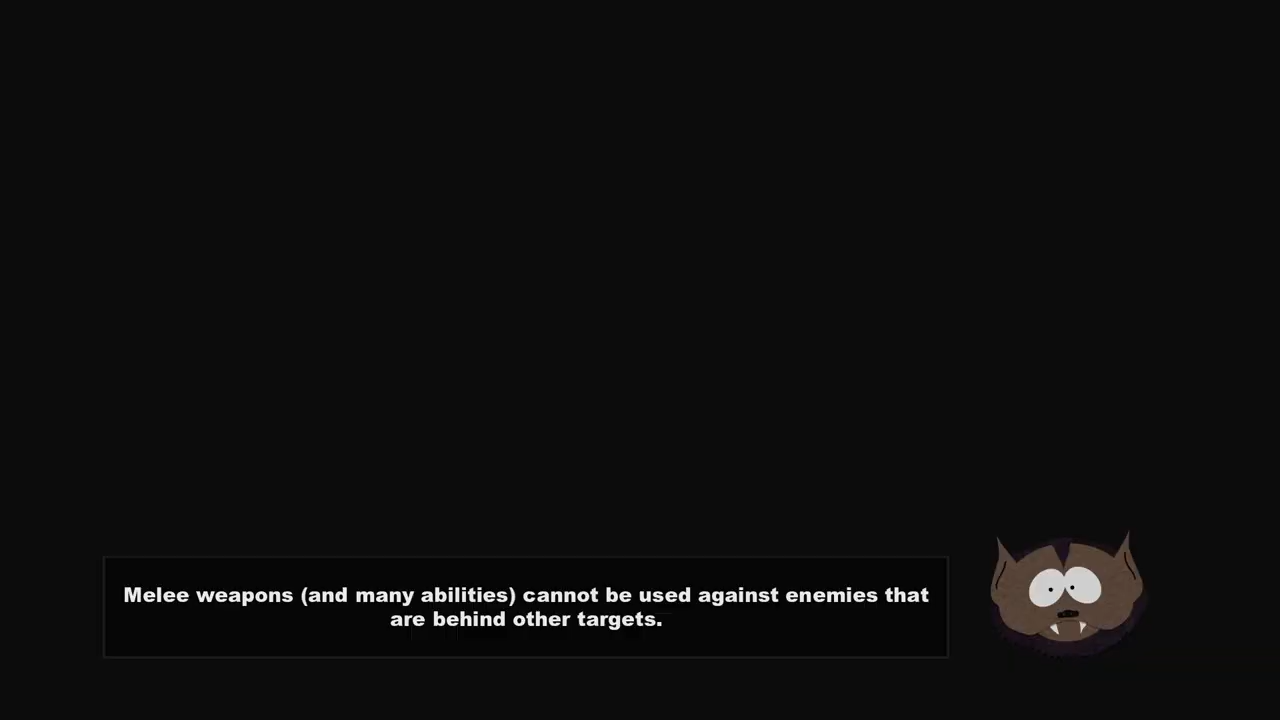 Melee weapons (and many abilities) cannot be used against enemies that
are behind other targets.